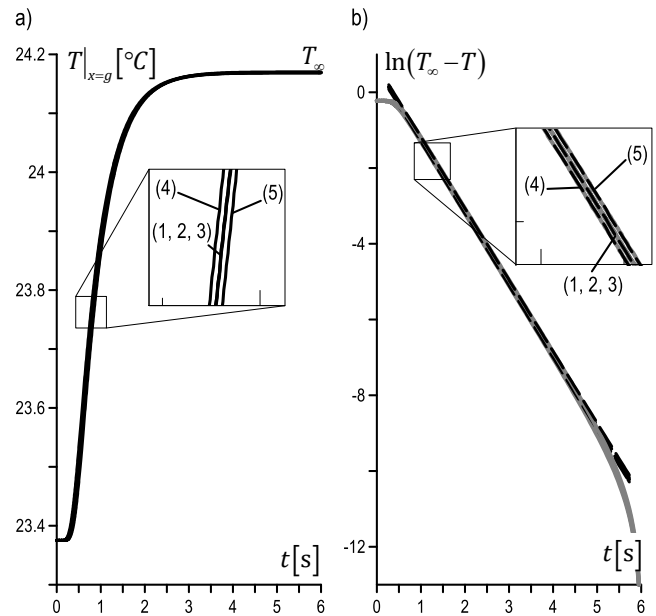 a)
T|x=g [°C]
T∞
24.2
24
23.8
23.6
23.4
(4)
(5)
(1, 2, 3)
t[s]
0 1 2 3 4 5 6
b)
ln(T∞ − T)
0
-4
-8
-12
(4)
(5)
(1, 2, 3)
t[s]
0 1 2 3 4 5 6